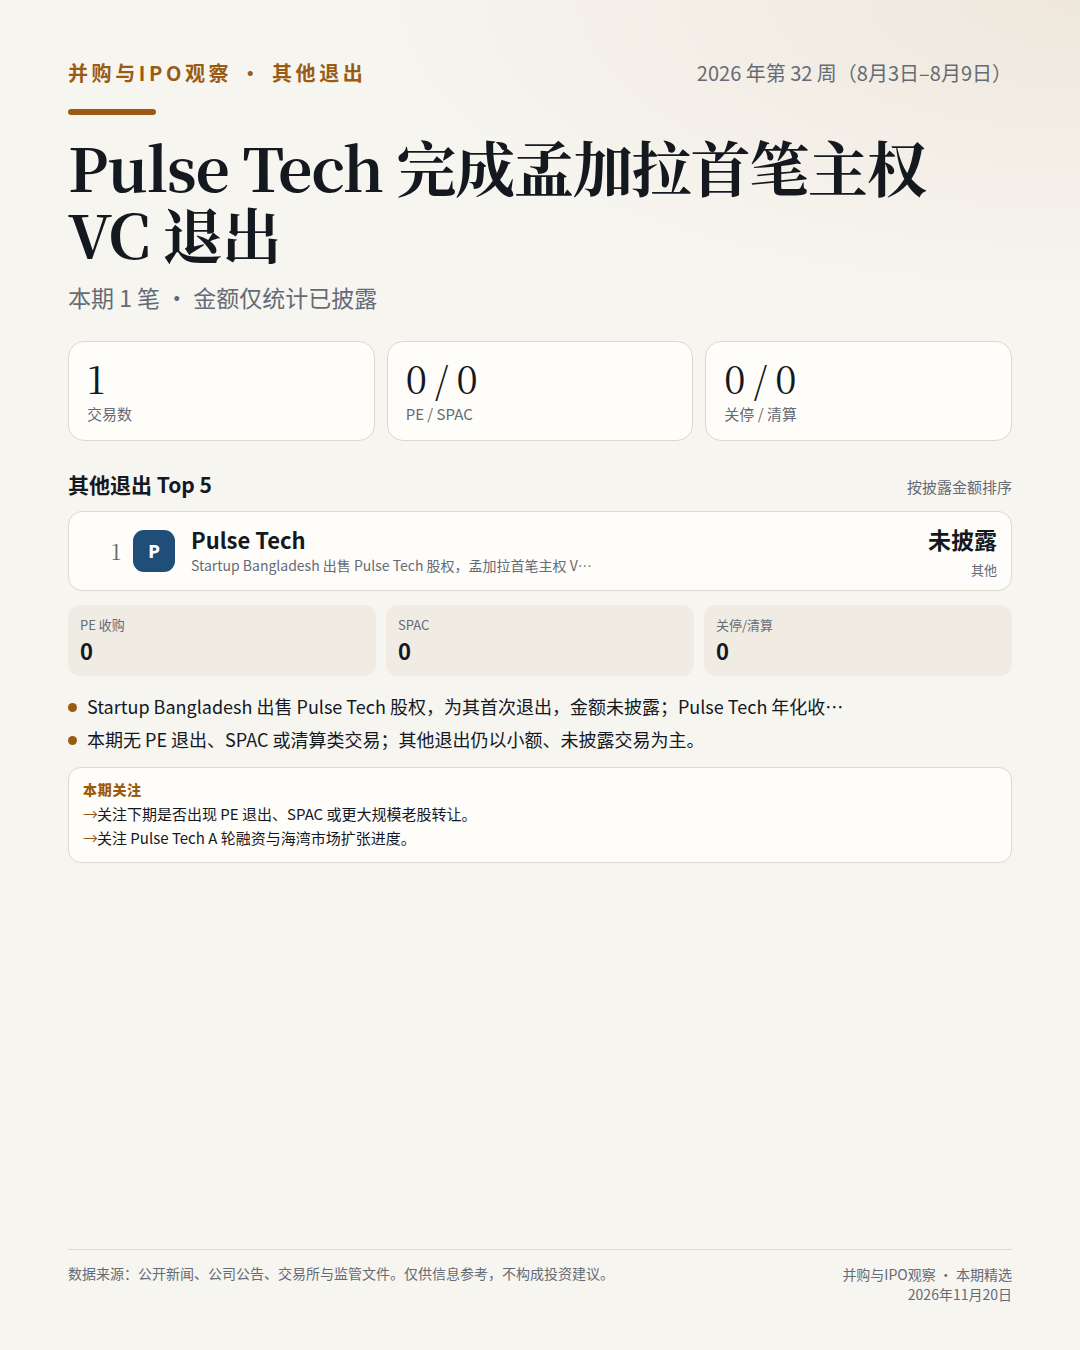 并购与IPO观察 · 其他退出
2026 年第 32 周（8月3日–8月9日）
Pulse Tech 完成孟加拉首笔主权
VC 退出
本期 1 笔 · 金额仅统计已披露
1
交易数
0 / 0
PE / SPAC
0 / 0
关停 / 清算
其他退出 Top 5
按披露金额排序
1
P
Pulse Tech
Startup Bangladesh 出售 Pulse Tech 股权，孟加拉首笔主权 V…
未披露
其他
PE 收购
0
SPAC
0
关停/清算
0
Startup Bangladesh 出售 Pulse Tech 股权，为其首次退出，金额未披露；Pulse Tech 年化收…
本期无 PE 退出、SPAC 或清算类交易；其他退出仍以小额、未披露交易为主。
本期关注
→关注下期是否出现 PE 退出、SPAC 或更大规模老股转让。
→关注 Pulse Tech A 轮融资与海湾市场扩张进度。
数据来源：公开新闻、公司公告、交易所与监管文件。仅供信息参考，不构成投资建议。
并购与IPO观察 · 本期精选
2026年11月20日